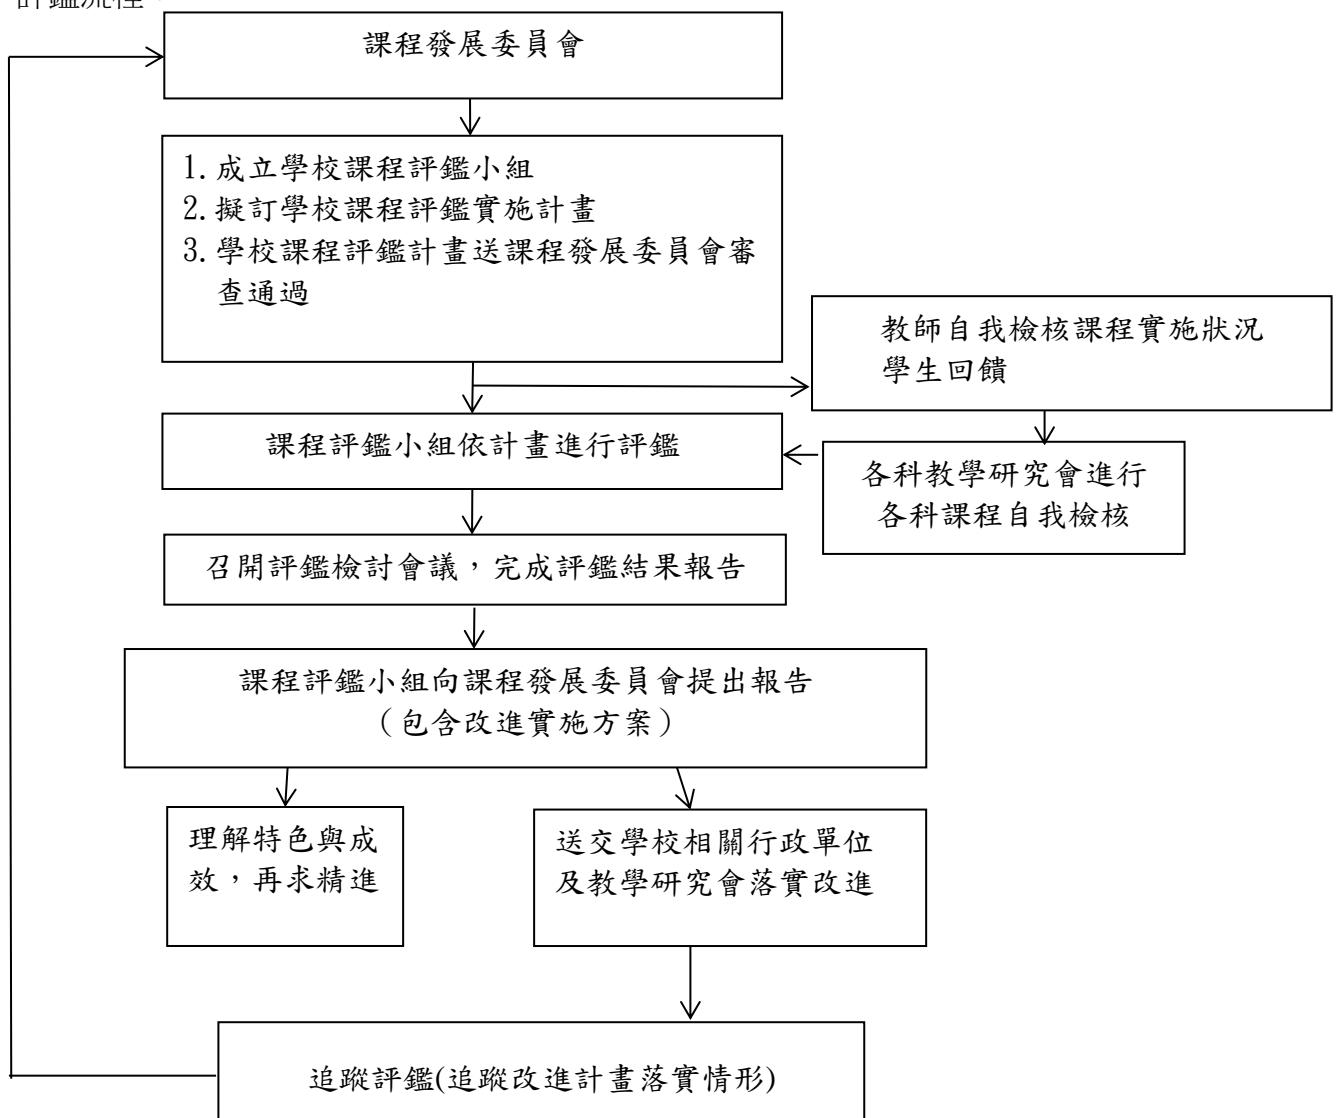 評鑑流程：
課程發展委員會
1.成立學校課程評鑑小組
2.擬訂學校課程評鑑實施計畫
3.學校課程評鑑計畫送課程發展委員會審
查通過
教師自我檢核課程實施狀況
學生回饋
課程評鑑小組依計畫進行評鑑
各科教學研究會進行
各科課程自我檢核
召開評鑑檢討會議，完成評鑑結果報告
課程評鑑小組向課程發展委員會提出報告
（包含改進實施方案）
理解特色與成
效，再求精進
送交學校相關行政單位
及教學研究會落實改進
追蹤評鑑(追蹤改進計畫落實情形)